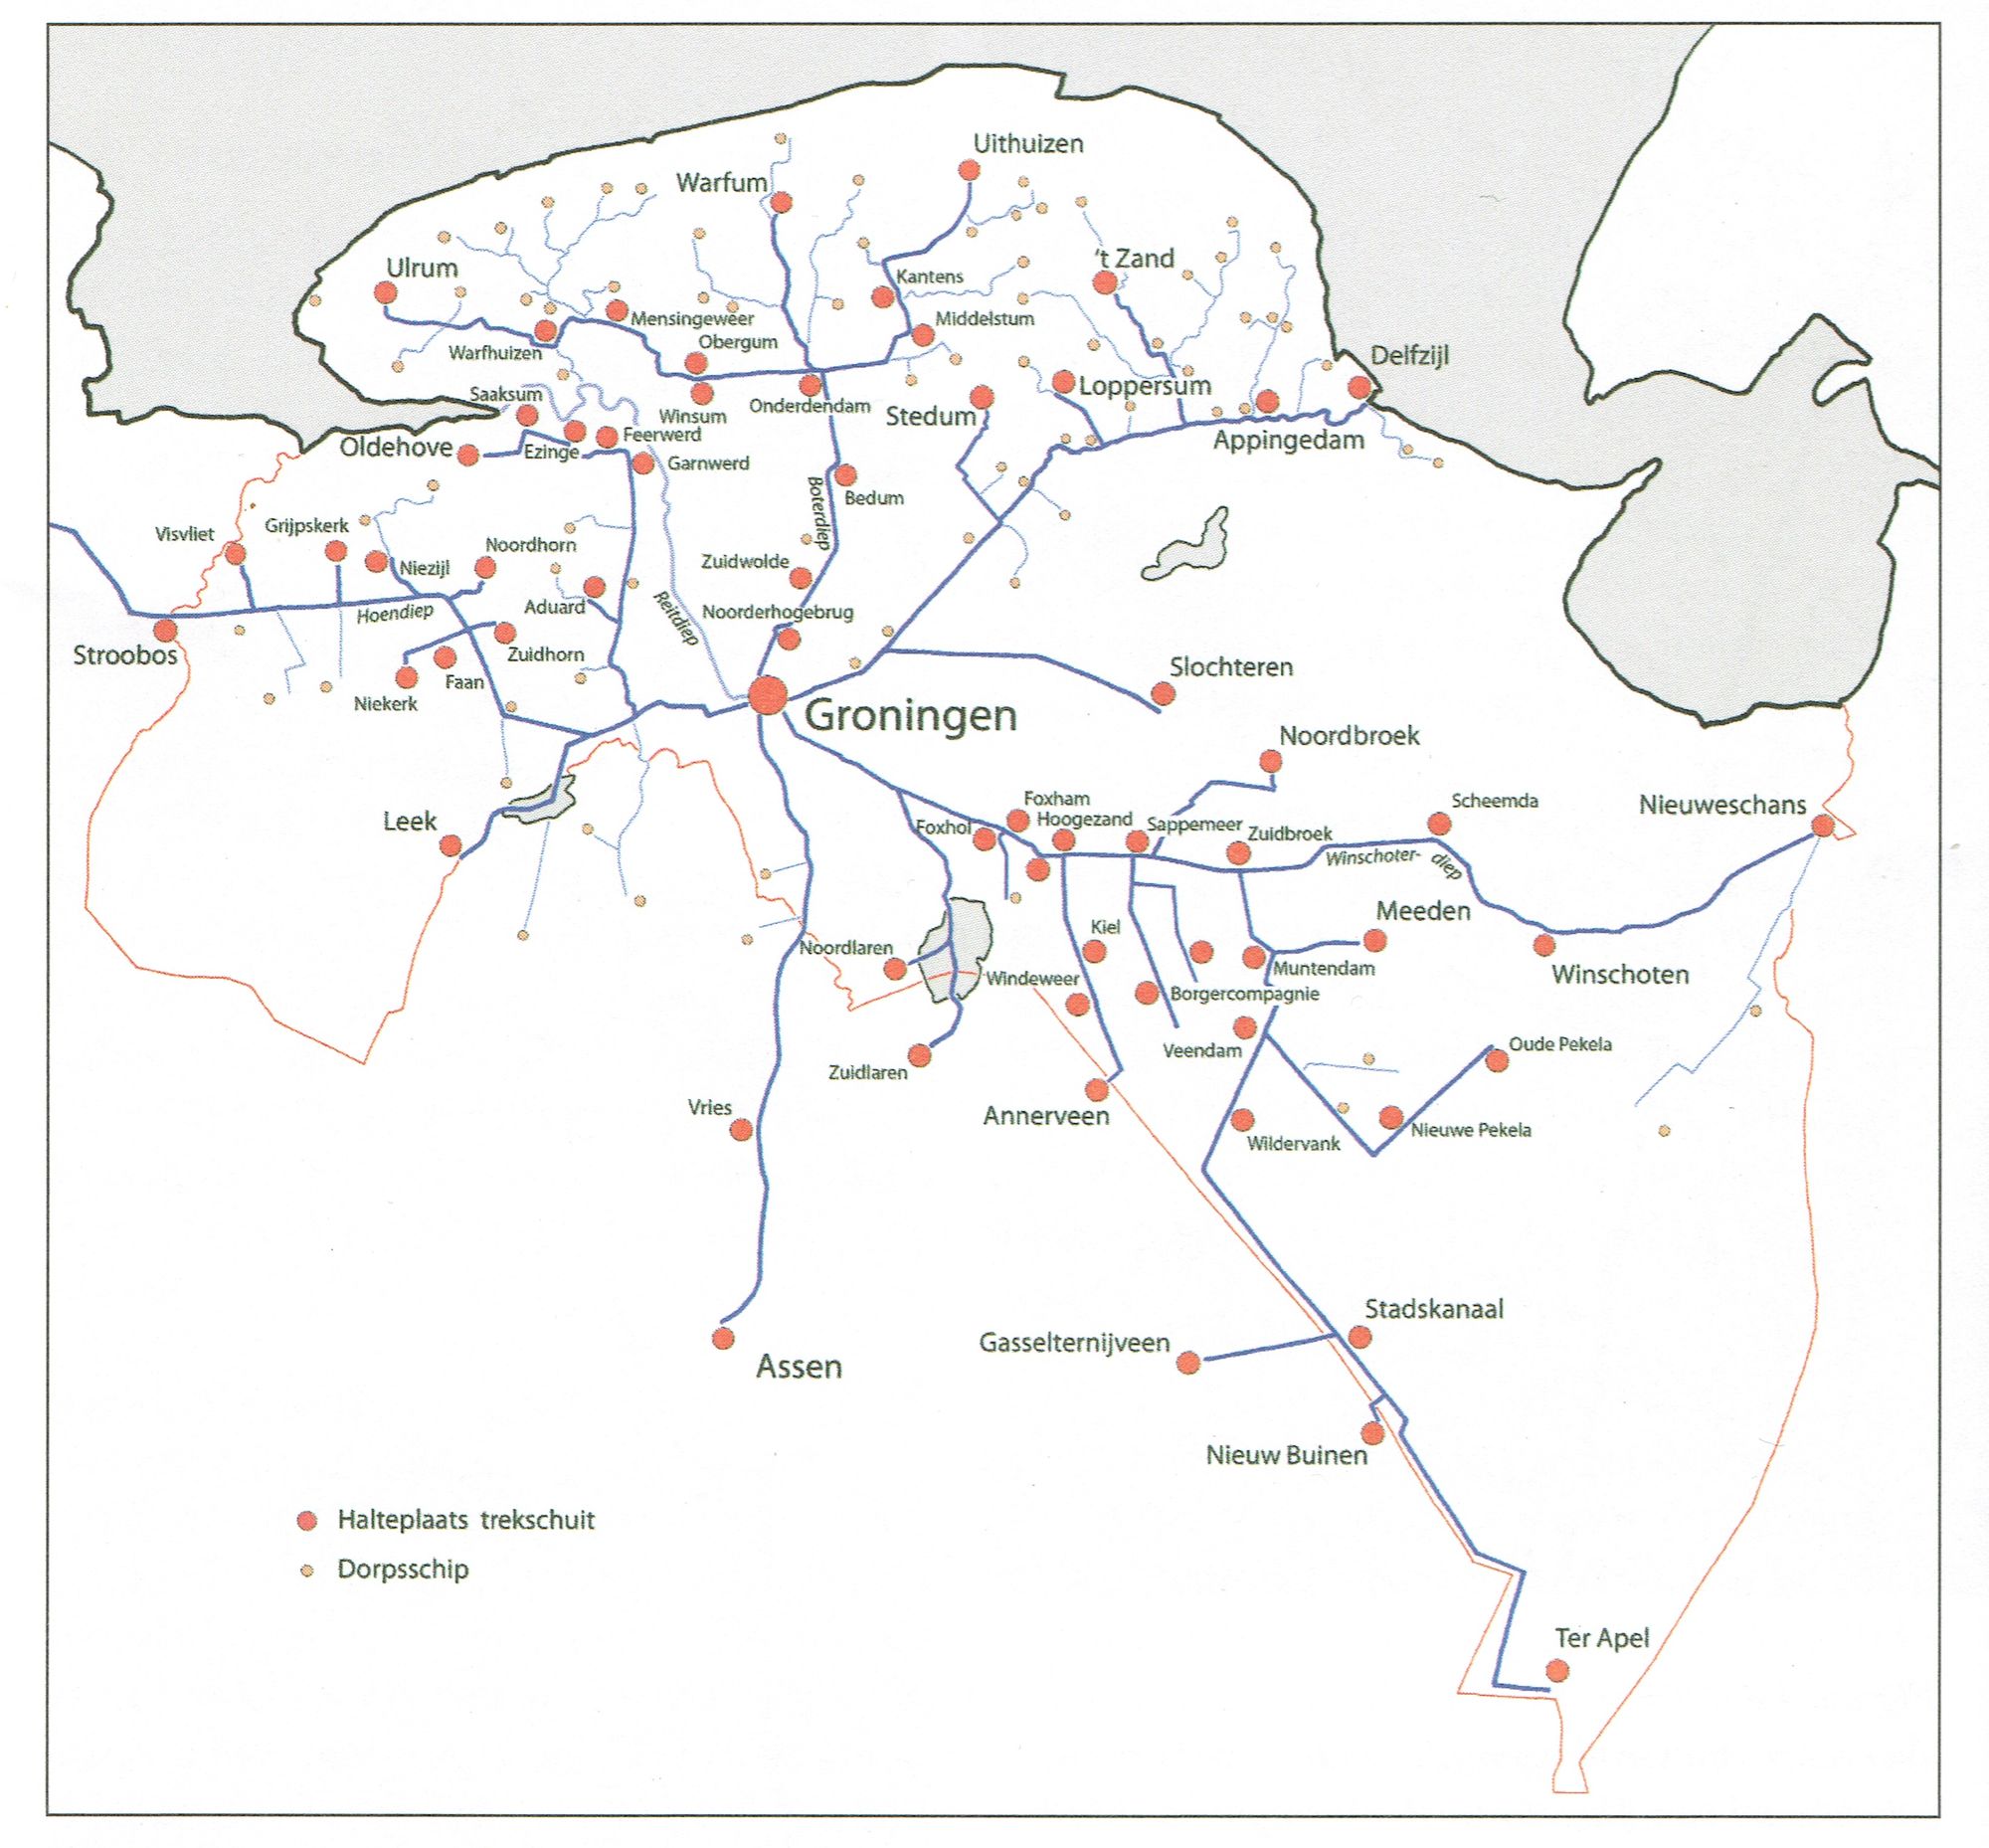 Uithuizen
Warfum
't Zand
Ulrum
Kantens
Mensingeweer
Middelstum
Obergum
Warfhuizen
Delfzijl
Saaksum
Loppersum
Winsum
Onderdendam
Stedum
Feerwerd
Appingedam
Oldehove
Ezinge
Garnwerd
Boterdiep
Bedum
Visvliet
Grijpskerk
Noordhorn
Niezijl
Zuidwolde
Aduard
Reitdiep
Hoendiep
Noorderhogebrug
Stroobos
Zuidhorn
Slochteren
Faan
Niekerk
Groningen
Noordbroek
Foxham
Scheemda
Nieuweschans
Leek
Foxhol
Hoogezand
Sappemeer
Zuidbroek
Winschoter-
diep
Meeden
Kiel
Noordlaren
Windeweer
Muntendam
Winschoten
Borgercompagnie
Veendam
Oude Pekela
Zuidlaren
Vries
Annerveen
Nieuwe Pekela
Wildervank
Stadskanaal
Gasselternijveen
Assen
Nieuw Buinen
Halteplaats trekschuit
Dorpsschip
Ter Apel